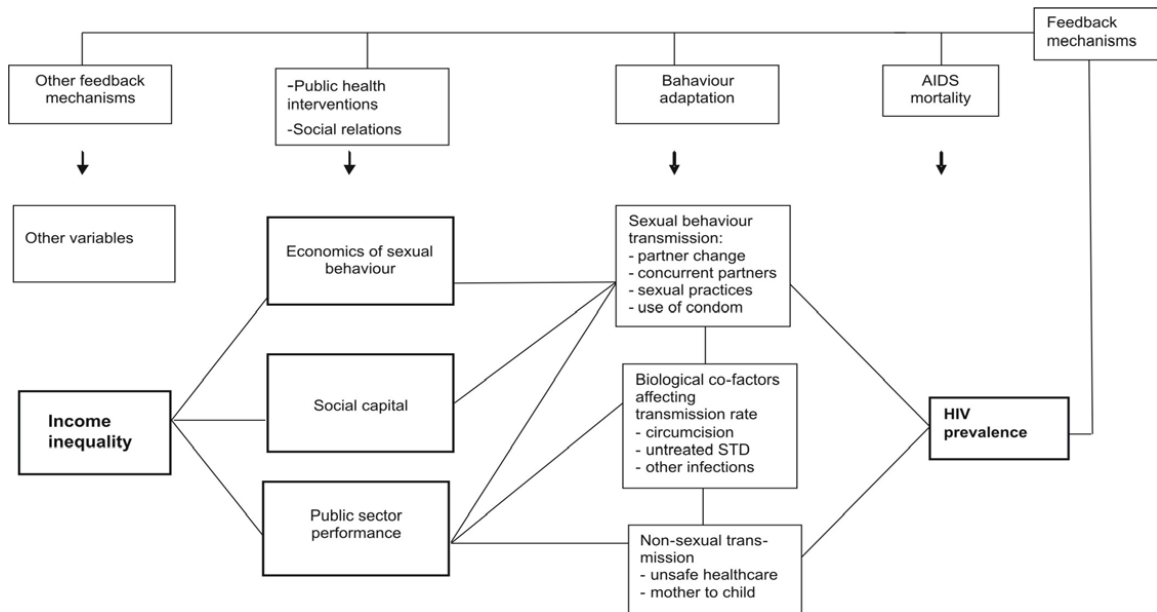 Feedback
mechanisms
Other feedback
mechanisms
-Public health
interventions
-Social relations
Bahaviour
adaptation
AIDS
mortality
Other variables
Economics of sexual
behaviour
Sexual behaviour
transmission:
- partner change
- concurrent partners
- sexual practices
- use of condom
Income
inequality
Social capital
Biological co-factors
affecting
transmission rate
- circumcision
- untreated STD
- other infections
HIV
prevalence
Public sector
performance
Non-sexual trans-
mission
- unsafe healthcare
- mother to child